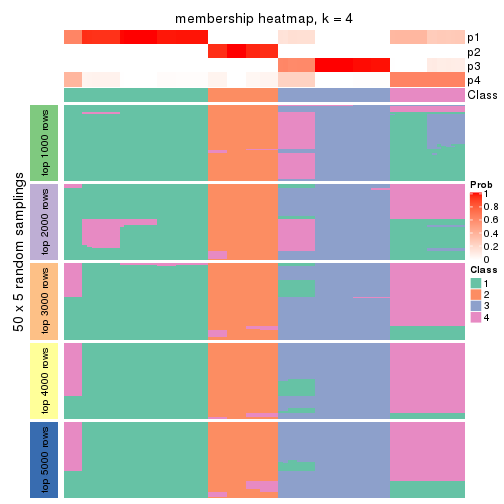 membership heatmap, k = 4
p1
p2
p3
p4
Class
50 x 5 random samplings
top 1000 rows
top 2000 rows
top 3000 rows
top 4000 rows
top 5000 rows
Prob
1
0.8
0.6
0.4
0.2
0
Class
1
2
3
4